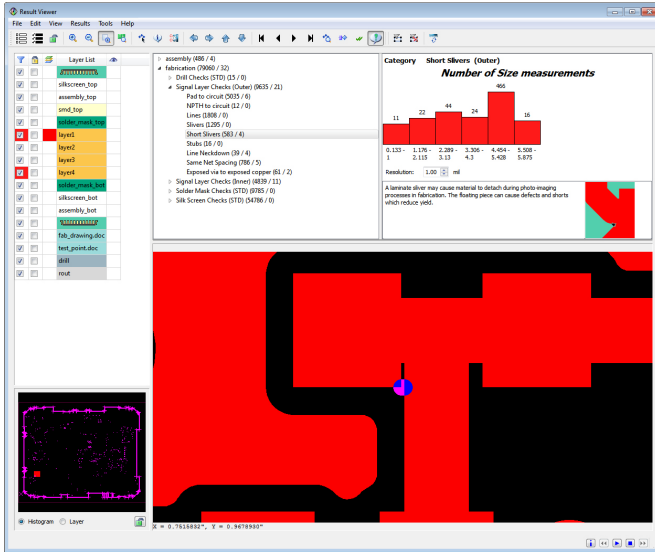 Result Viewer
File Edit View Results Tools Help
Layer List
silkscreen_top
assembly_top
smd_top
solder_mask_top
layer1
layer2
layer3
layer4
solder_mask_bot
silkscreen_bot
assembly_bot
fab_drawing.doc
test_point.doc
drill
rout
assembly (486 / 4)
fabrication (79060 / 32)
Drill Checks (STD) (15 / 0)
Signal Layer Checks (Outer) (9635 / 21)
Pad to circuit (5035 / 6)
NPTH to circuit (12 / 0)
Lines (1808 / 0)
Slivers (1295 / 0)
Short Slivers (583 / 4)
Stubs (16 / 0)
Line Neckdown (39 / 4)
Same Net Spacing (786 / 5)
Exposed via to exposed copper (61 / 2)
Signal Layer Checks (Inner) (4839 / 11)
Solder Mask Checks (STD) (9785 / 0)
Silk Screen Checks (STD) (54786 / 0)
Category Short Slivers (Outer)
Number of Size measurements
11 22 44 24 466 16
0.133 - 1.176 - 2.289 - 3.306 - 4.454 - 5.508 -
1 2.115 3.13 4.3 5.428 5.875
Resolution: 1.00 ml
A laminate sliver may cause material to detach during photo-imaging
processes in fabrication. The floating piece can cause defects and shorts
which reduce yield.
Histogram Layer
X = 0.7515832", Y = 0.9678930"